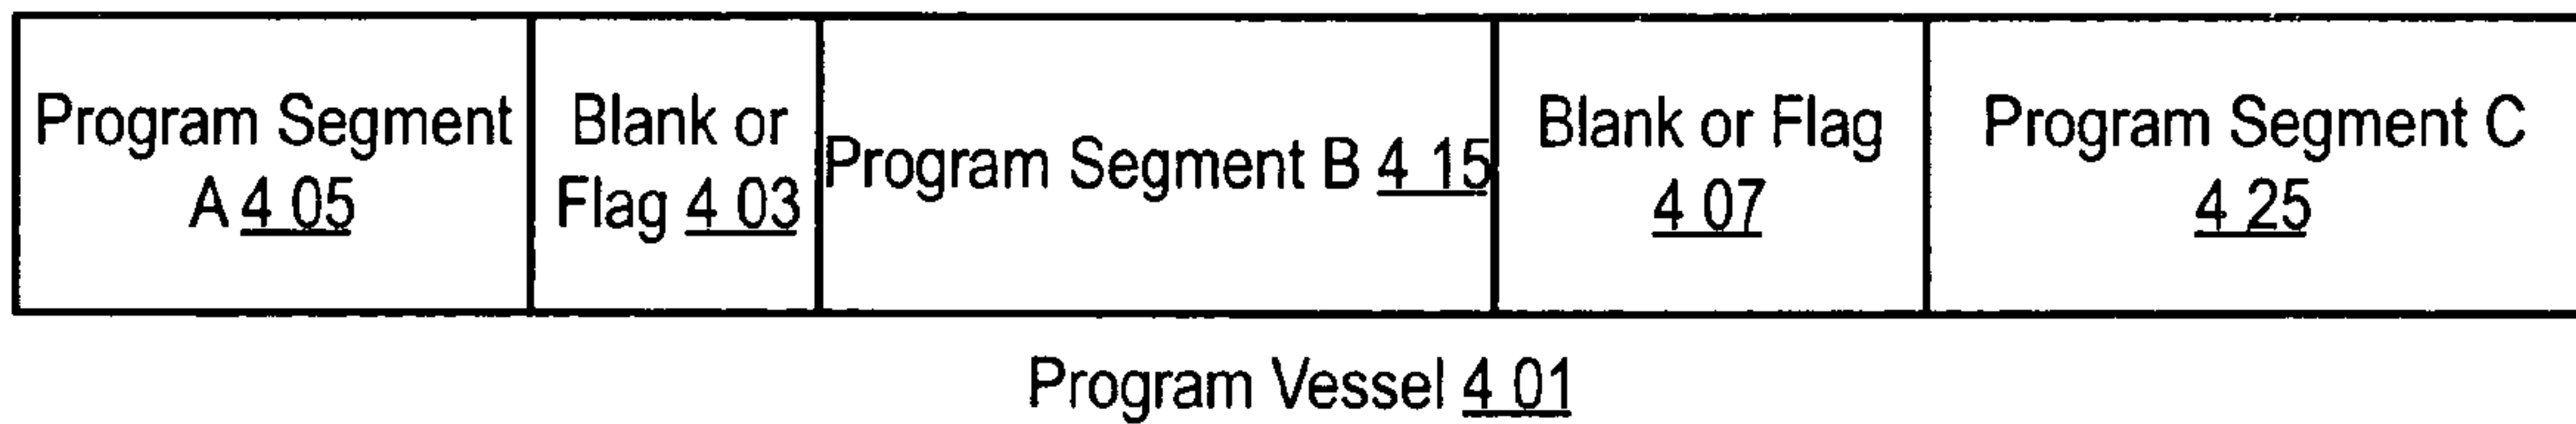 Program Segment
A 4 05
Blank or
Flag 4 03
Program Segment B 4 15
Blank or Flag
4 07
Program Segment C
4 25
Program Vessel 4 01